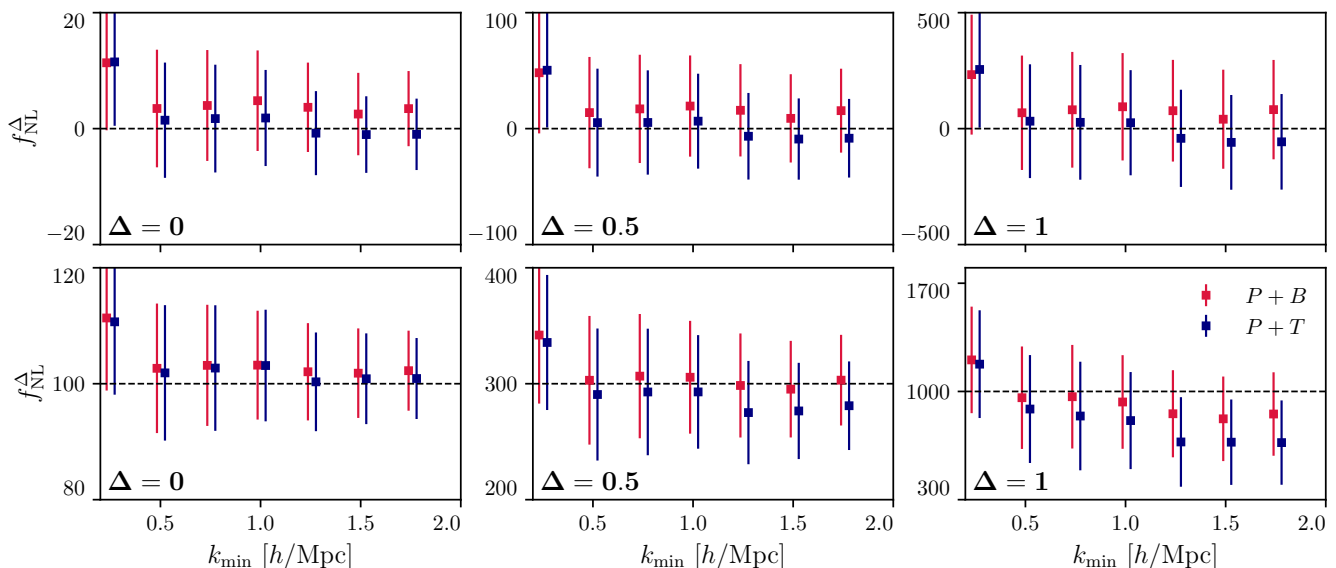 20
0
−20
f_NL^Δ
Δ = 0
100
0
−100
Δ = 0.5
500
0
−500
Δ = 1
120
100
80
f_NL^Δ
Δ = 0
0.5 1.0 1.5 2.0
k_min [h/Mpc]
400
300
200
Δ = 0.5
0.5 1.0 1.5 2.0
k_min [h/Mpc]
1700
1000
300
P + B
P + T
Δ = 1
0.5 1.0 1.5 2.0
k_min [h/Mpc]